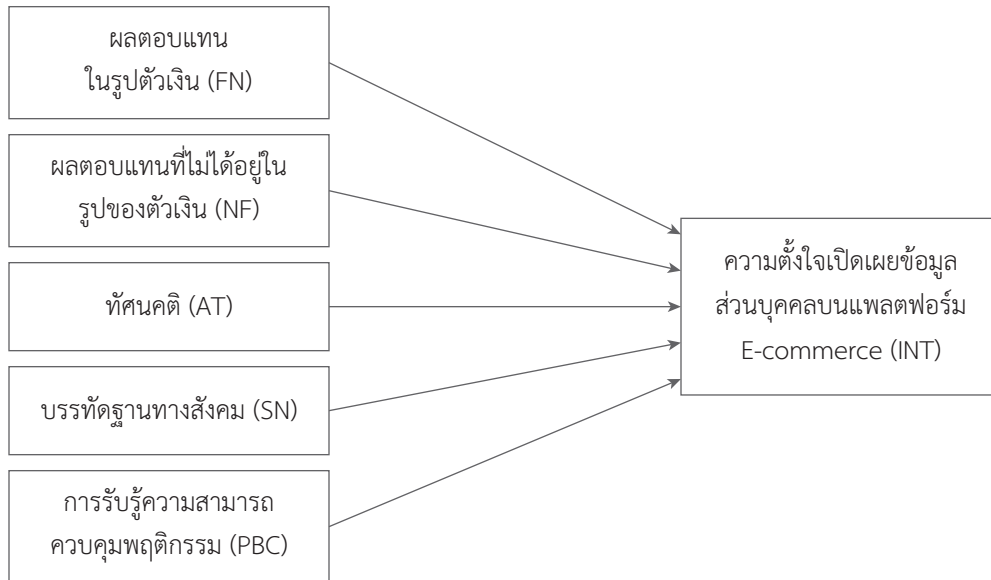 ผลตอบแทน
ในรูปตัวเงิน (FN)
ผลตอบแทนที่ไม่ได้อยู่ใน
รูปของตัวเงิน (NF)
ทัศนคติ (AT)
บรรทัดฐานทางสังคม (SN)
การรับรู้ความสามารถ
ควบคุมพฤติกรรม (PBC)
ความตั้งใจเปิดเผยข้อมูล
ส่วนบุคคลบนแพลตฟอร์ม
E-commerce (INT)